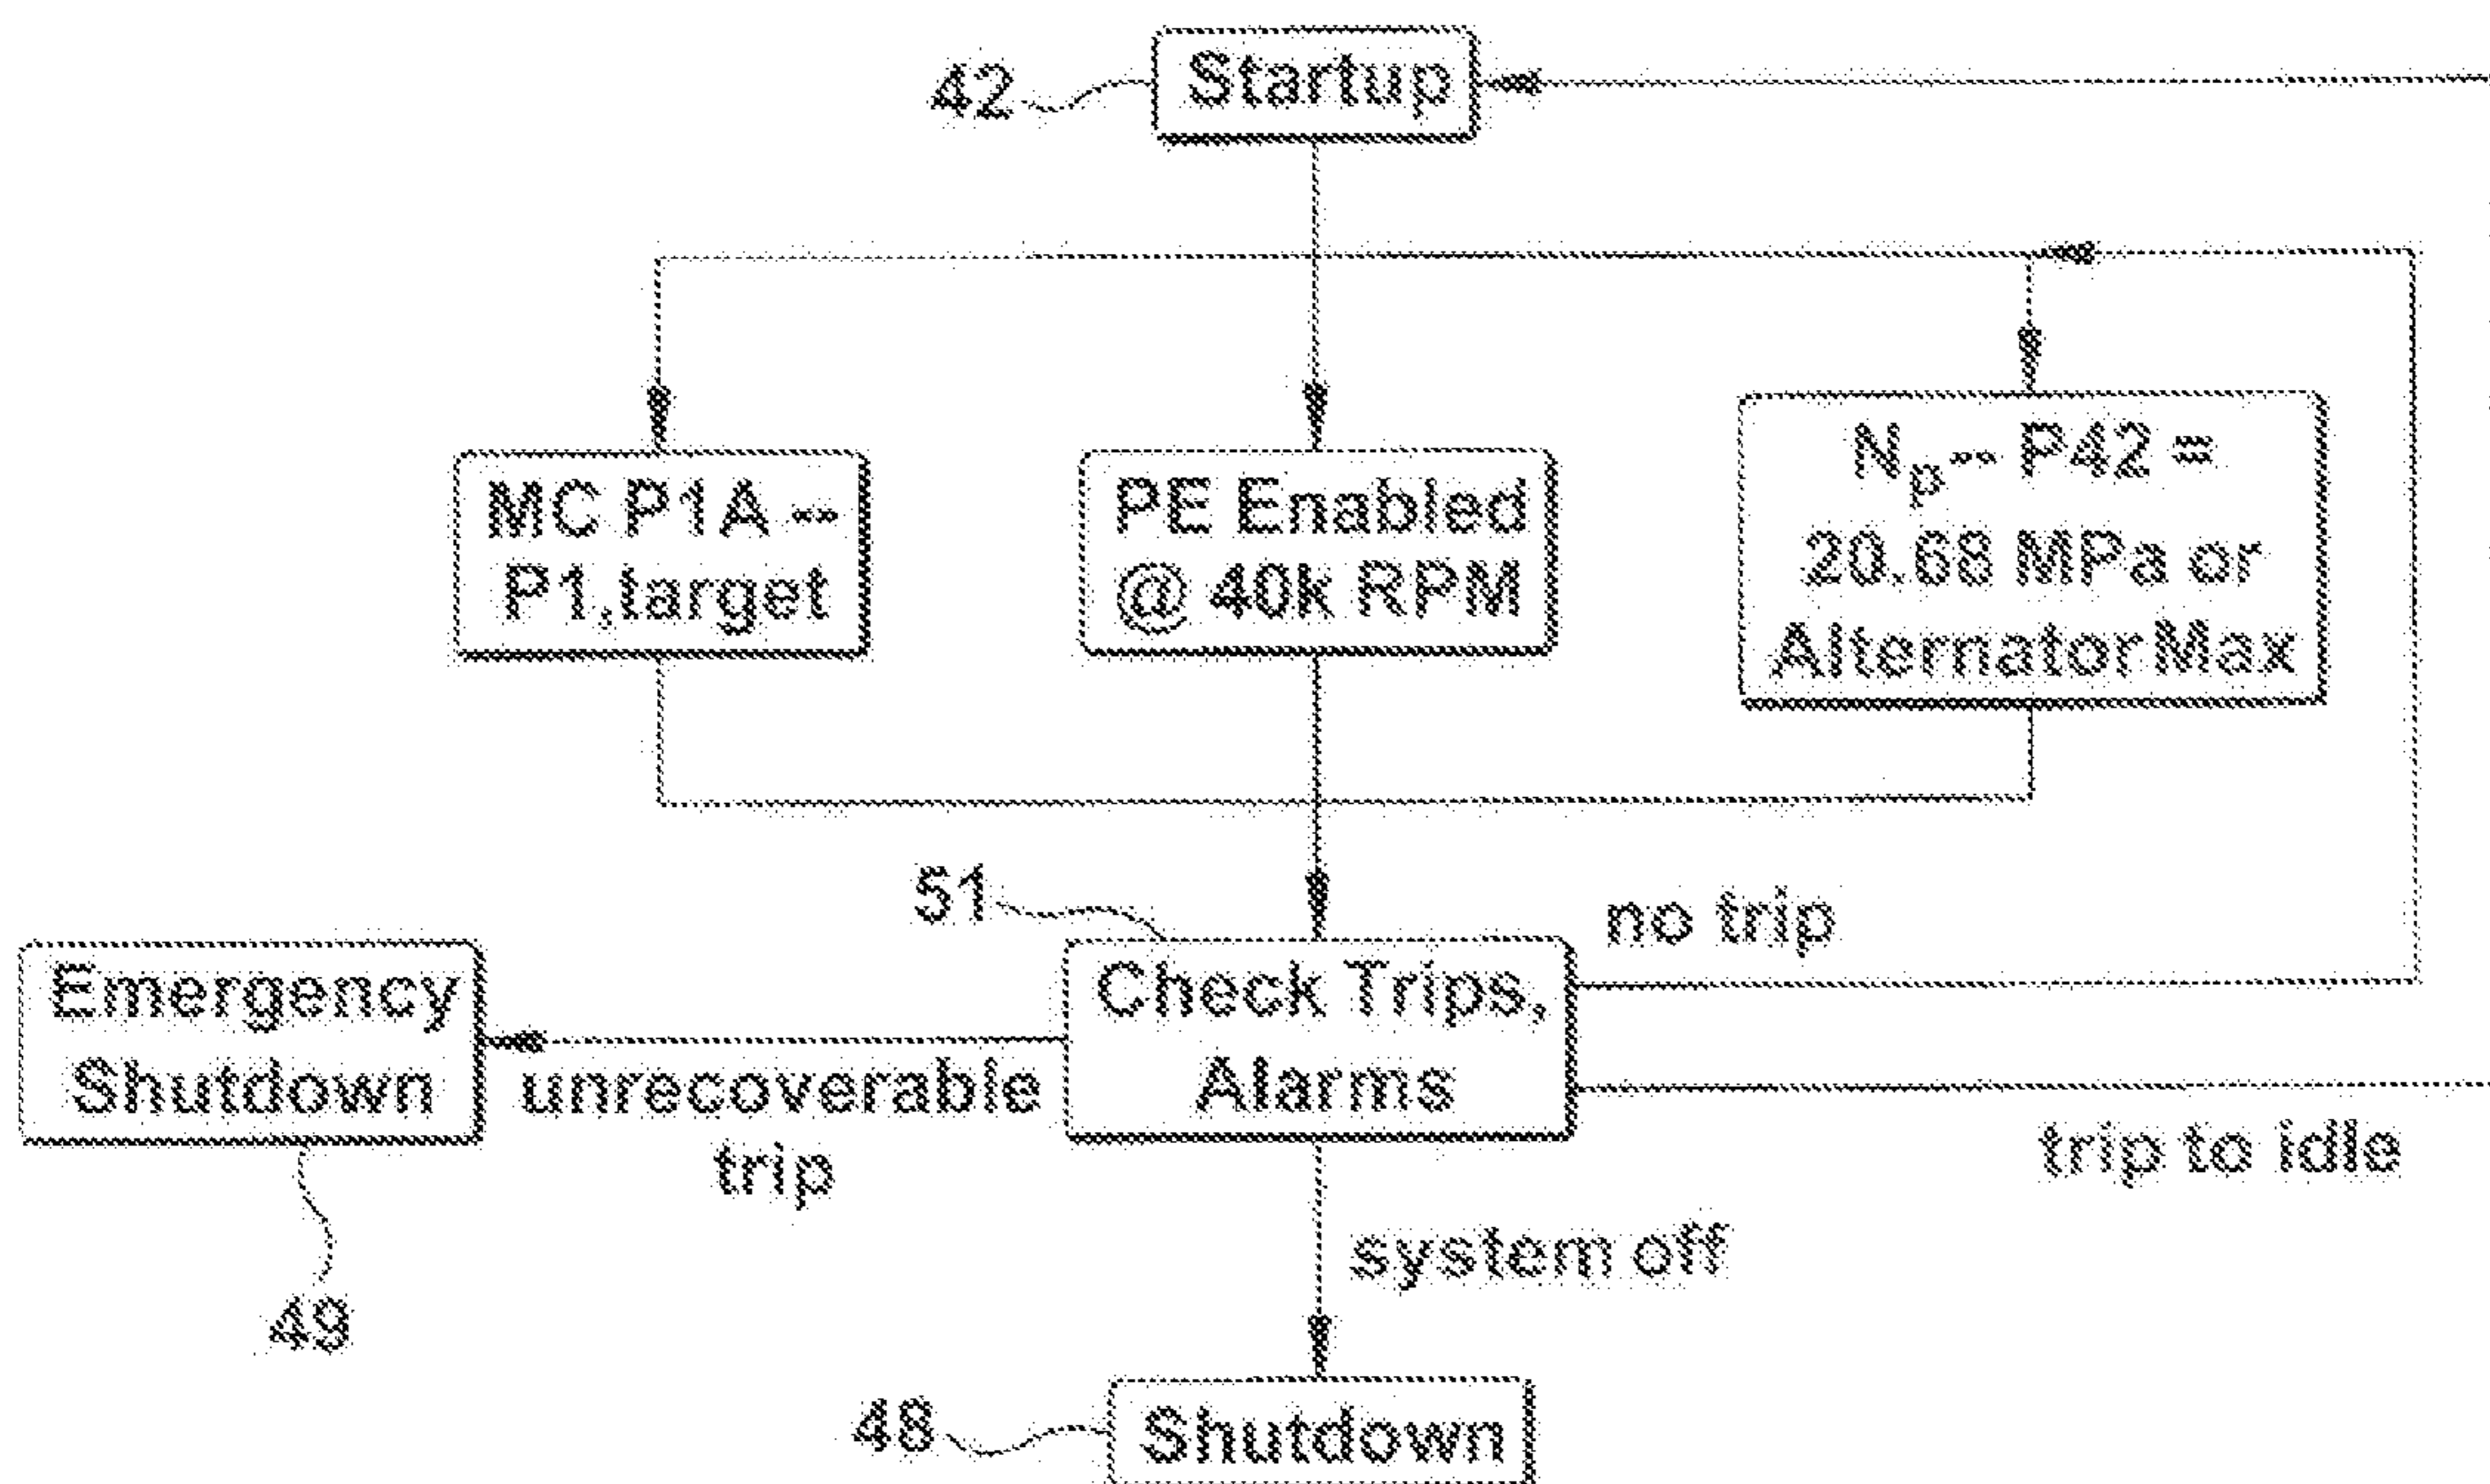 42
Startup
MC P1A --
P1,target
PE Enabled
@ 40k RPM
Np-- P42 =
20.68 MPa or
Alternator Max
51
no trip
Emergency
Shutdown
Check Trips,
Alarms
unrecoverable
trip
trip to idle
system off
49
48
Shutdown